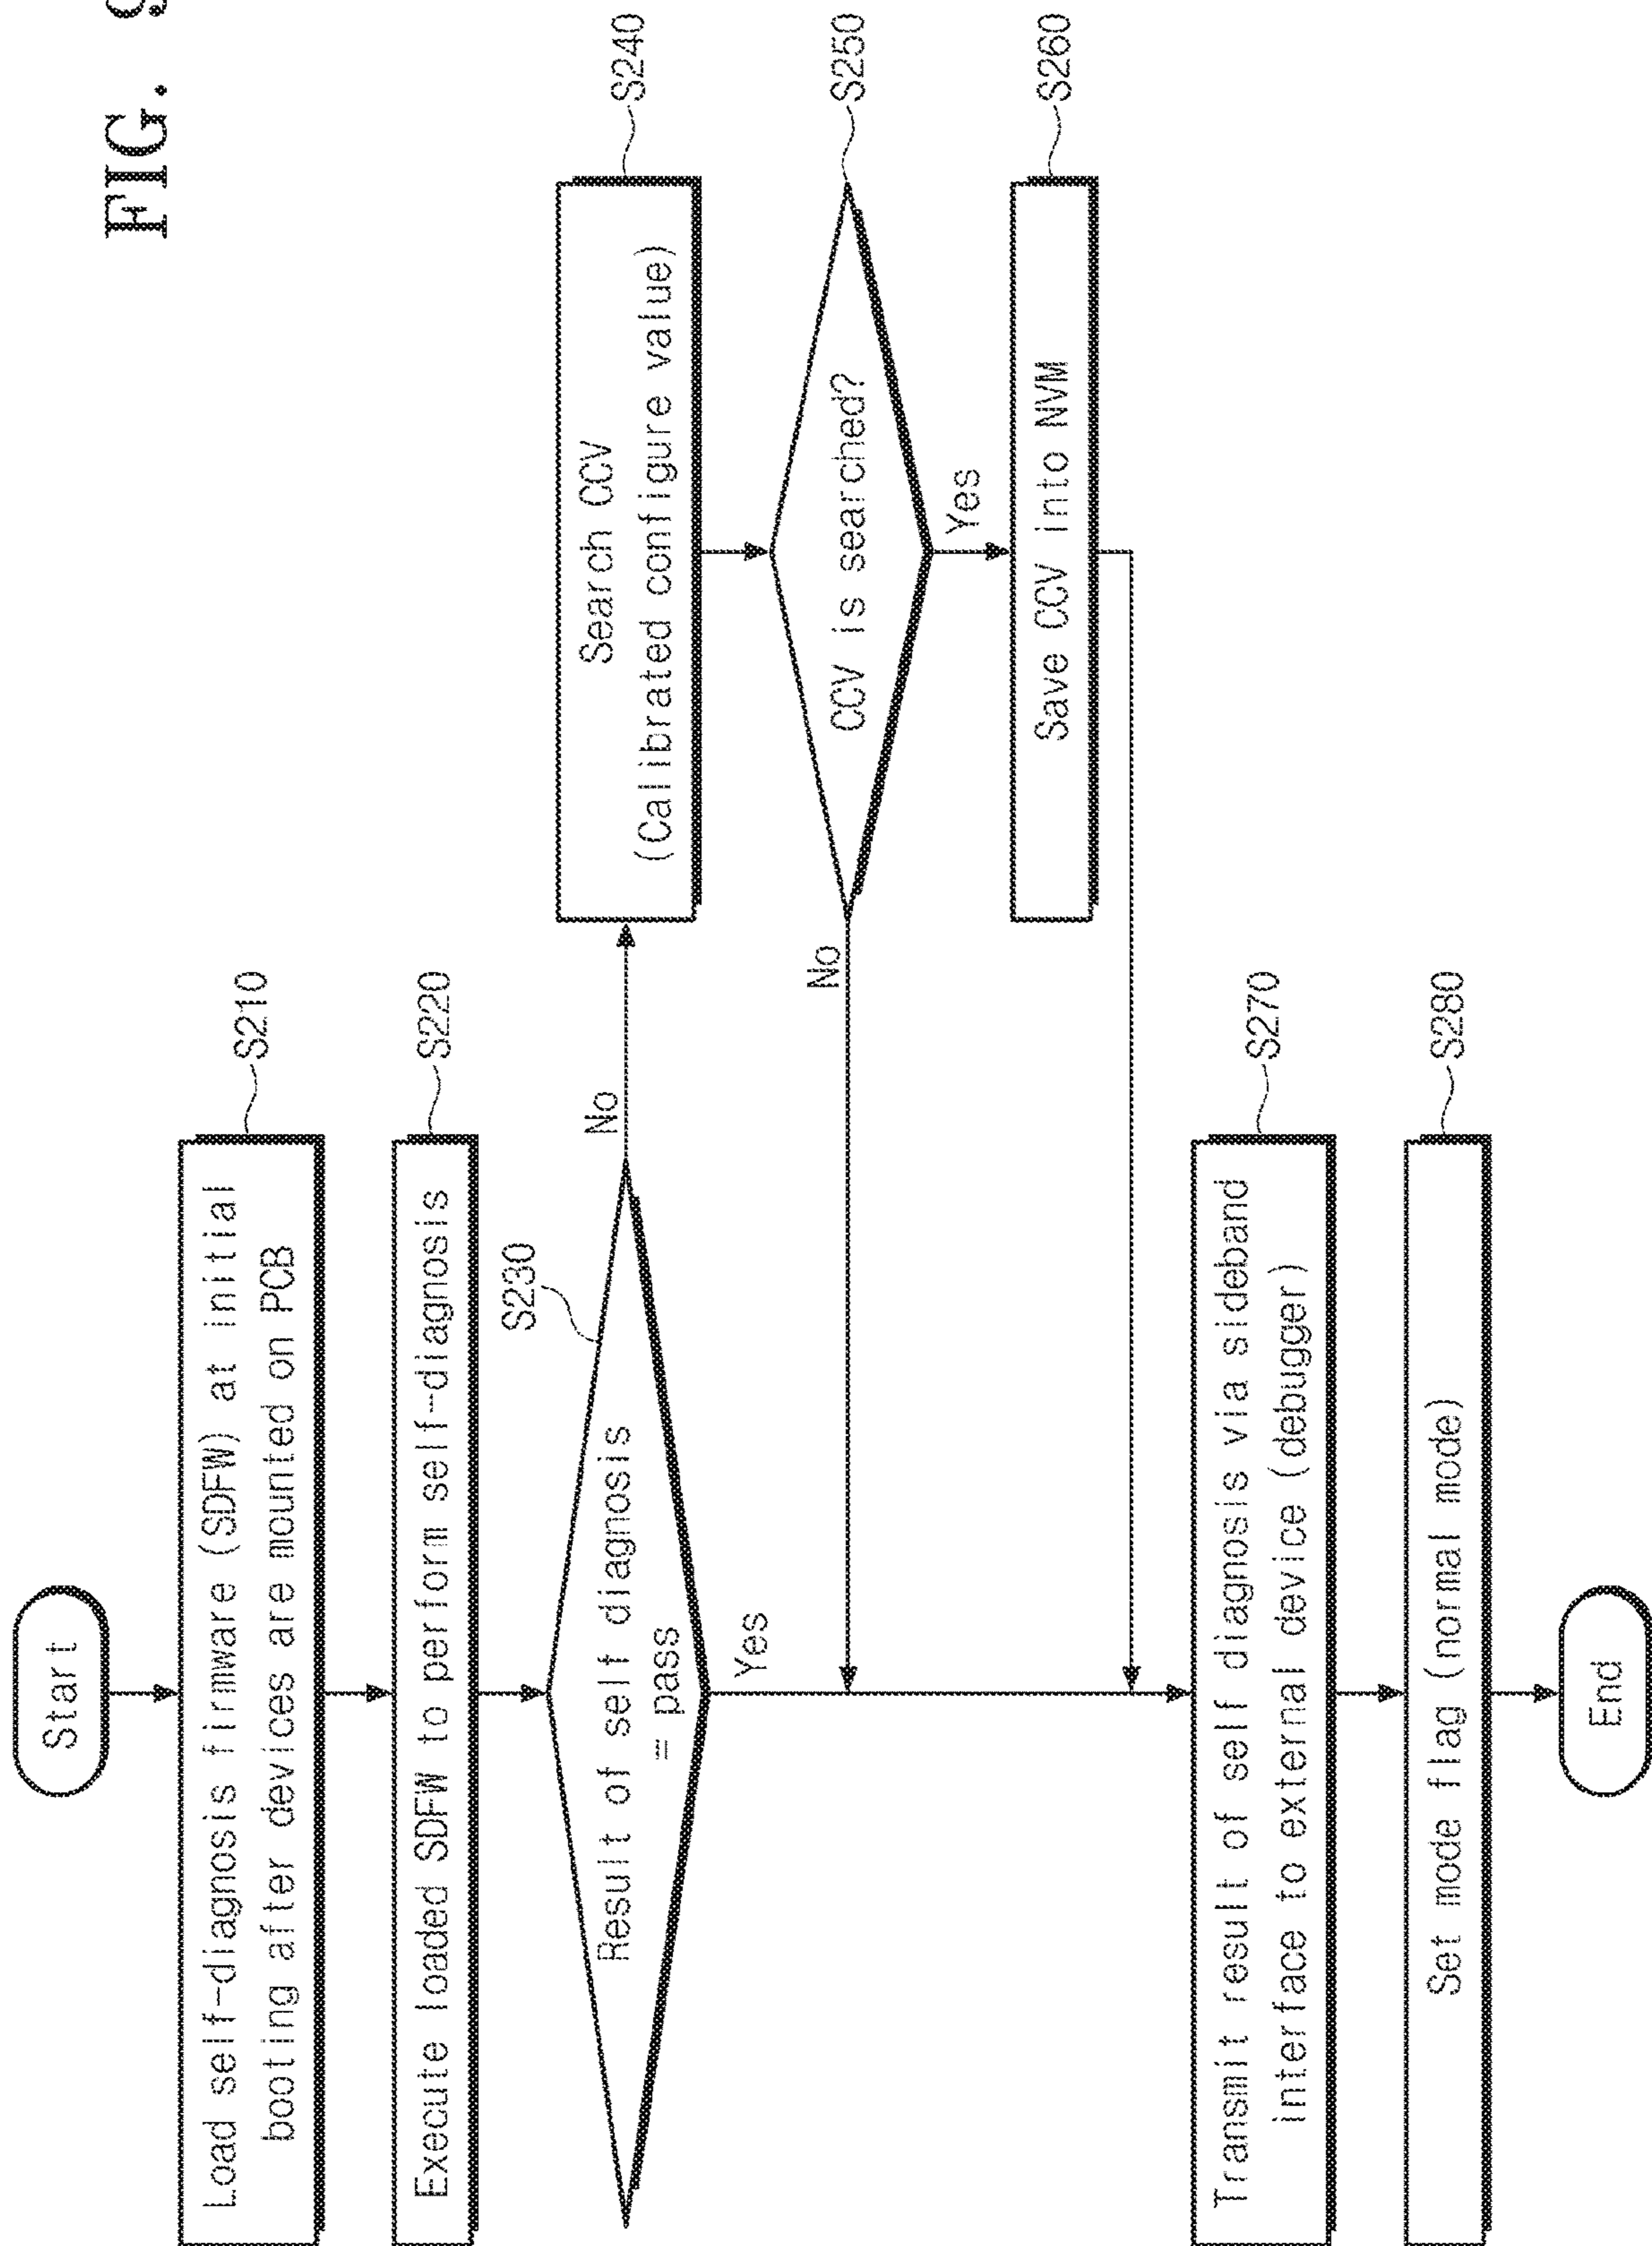 FIG. 9
Start
Load self-diagnosis firmware (SDFW) at initial
booting after devices are mounted on PCB
S210
Execute loaded SDFW to perform self-diagnosis
S220
S230
Result of self diagnosis
= pass
No
Yes
Search CCV
(Calibrated configure value)
S240
CCV is searched?
S250
No
Yes
Save CCV into NVM
S260
Transmit result of self diagnosis via sideband
interface to external device (debugger)
S270
Set mode flag (normal mode)
S280
End